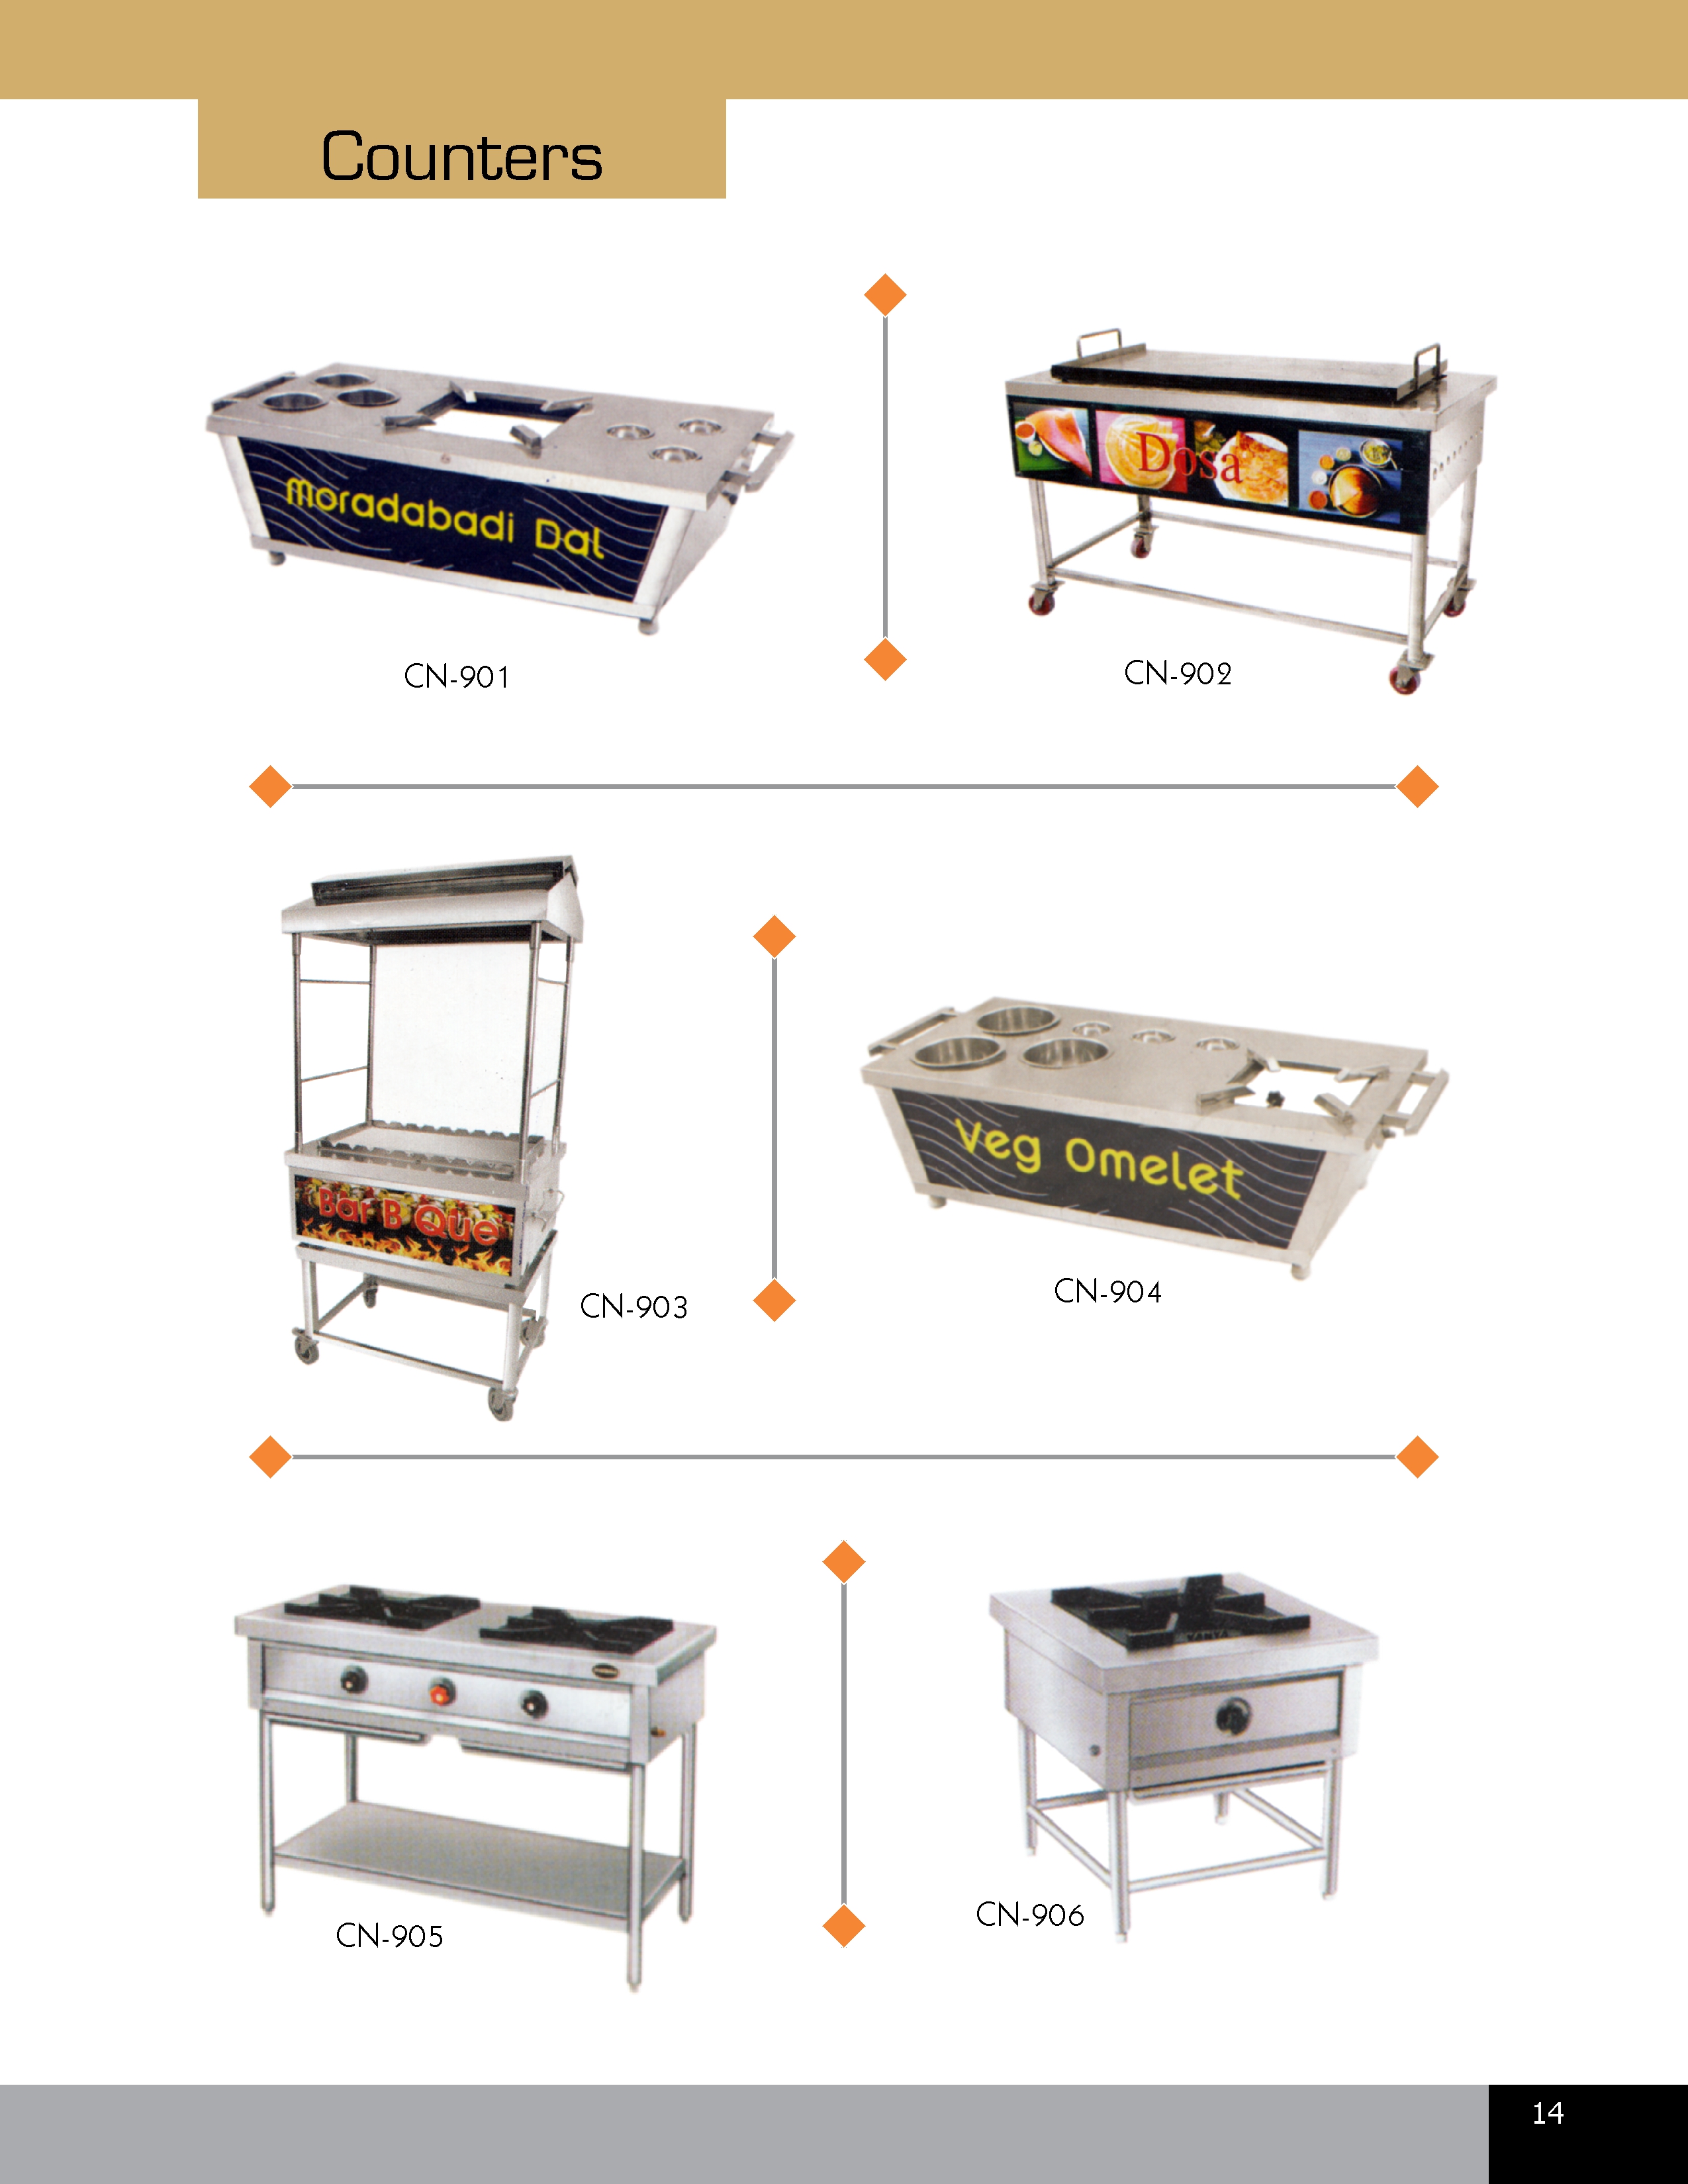 Counters
Moradabadi Dal
Dosa
CN-901
CN-902
Bar B Que
Veg Omelet
CN-903
CN-904
CN-905
CN-906
14